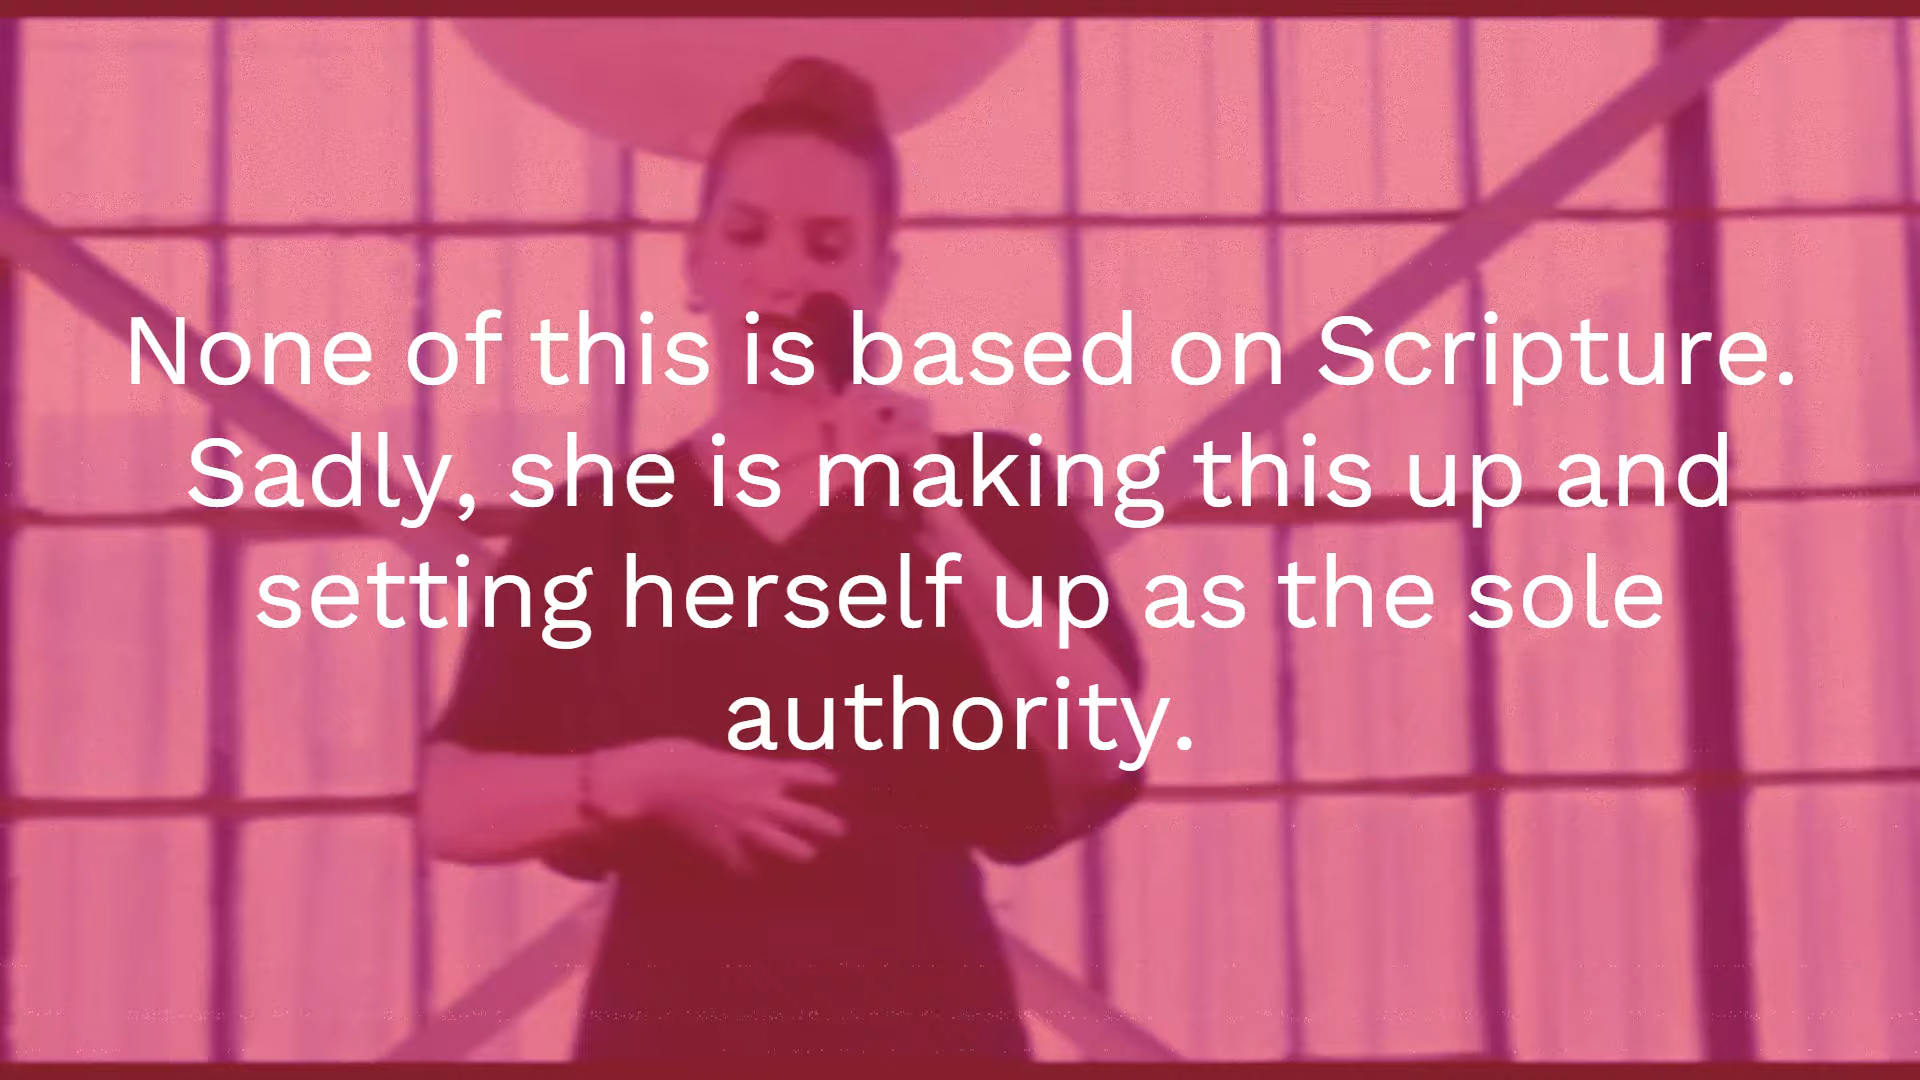 None of this is based on Scripture.
Sadly, she is making this up and
setting herself up as the sole
authority.